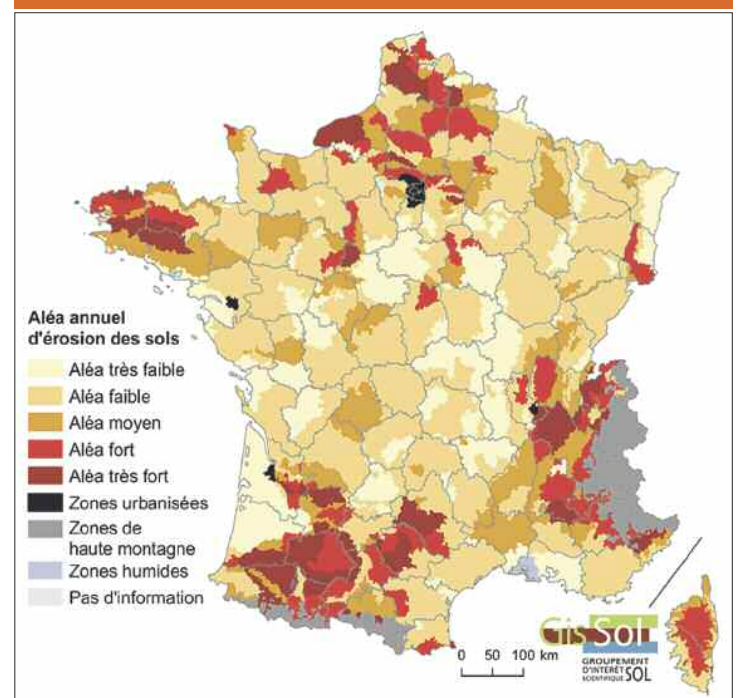 Aléa annuel
d'érosion des sols
Aléa très faible
Aléa faible
Aléa moyen
Aléa fort
Aléa très fort
Zones urbanisées
Zones de
haute montagne
Zones humides
Pas d'information
0 50 100 km
Gis Sol
GROUPEMENT
D'INTÉRÊT
SCIENTIFIQUE SOL